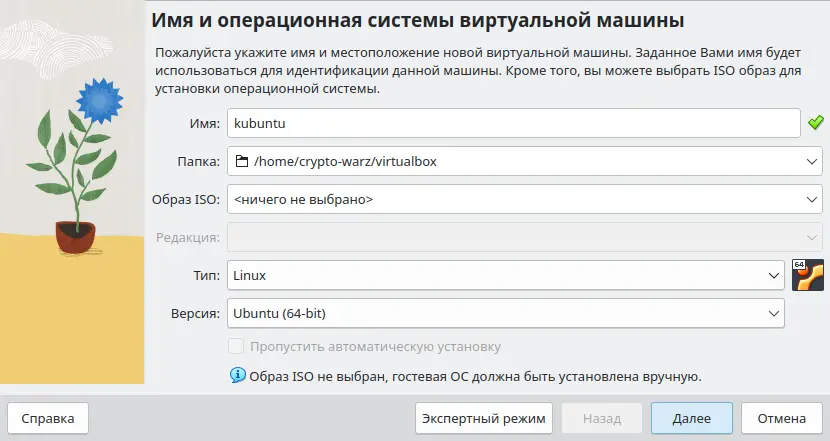 Имя и операционная системы виртуальной машины
Пожалуйста укажите имя и местоположение новой виртуальной машины. Заданное Вами имя будет
использоваться для идентификации данной машины. Кроме того, вы можете выбрать ISO образ для
установки операционной системы.
Имя: kubuntu
Папка: /home/crypto-warz/virtualbox
Образ ISO: <ничего не выбрано>
Редакция:
Тип: Linux
64
Версия: Ubuntu (64-bit)
Пропустить автоматическую установку
Образ ISO не выбран, гостевая ОС должна быть установлена вручную.
Справка Экспертный режим Назад Далее Отмена